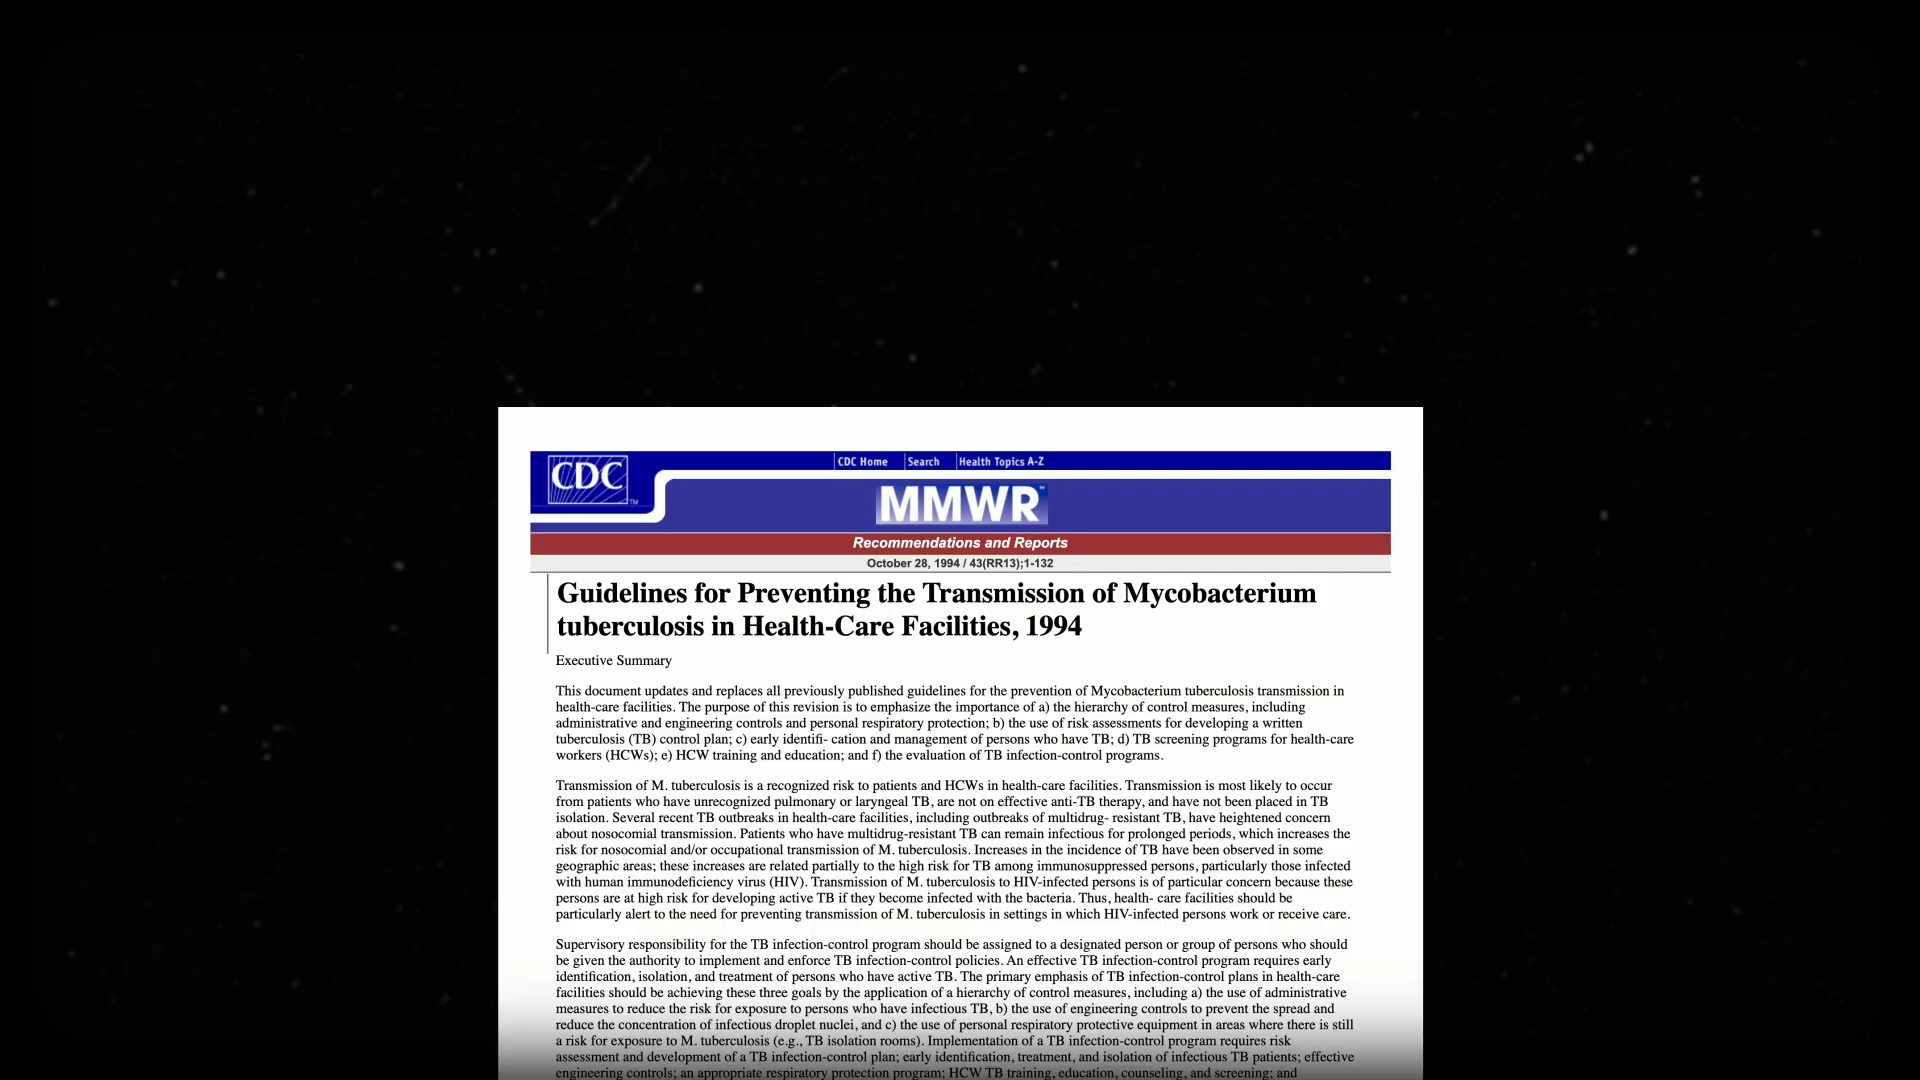 CDC
TM
CDC Home
Search
Health Topics A-Z
MMWR
TM
Recommendations and Reports
October 28, 1994 / 43(RR13);1-132
Guidelines for Preventing the Transmission of Mycobacterium
tuberculosis in Health-Care Facilities, 1994
Executive Summary
This document updates and replaces all previously published guidelines for the prevention of Mycobacterium tuberculosis transmission in
health-care facilities. The purpose of this revision is to emphasize the importance of a) the hierarchy of control measures, including
administrative and engineering controls and personal respiratory protection; b) the use of risk assessments for developing a written
tuberculosis (TB) control plan; c) early identifi- cation and management of persons who have TB; d) TB screening programs for health-care
workers (HCWs); e) HCW training and education; and f) the evaluation of TB infection-control programs.
Transmission of M. tuberculosis is a recognized risk to patients and HCWs in health-care facilities. Transmission is most likely to occur
from patients who have unrecognized pulmonary or laryngeal TB, are not on effective anti-TB therapy, and have not been placed in TB
isolation. Several recent TB outbreaks in health-care facilities, including outbreaks of multidrug- resistant TB, have heightened concern
about nosocomial transmission. Patients who have multidrug-resistant TB can remain infectious for prolonged periods, which increases the
risk for nosocomial and/or occupational transmission of M. tuberculosis. Increases in the incidence of TB have been observed in some
geographic areas; these increases are related partially to the high risk for TB among immunosuppressed persons, particularly those infected
with human immunodeficiency virus (HIV). Transmission of M. tuberculosis to HIV-infected persons is of particular concern because these
persons are at high risk for developing active TB if they become infected with the bacteria. Thus, health- care facilities should be
particularly alert to the need for preventing transmission of M. tuberculosis in settings in which HIV-infected persons work or receive care.
Supervisory responsibility for the TB infection-control program should be assigned to a designated person or group of persons who should
be given the authority to implement and enforce TB infection-control policies. An effective TB infection-control program requires early
identification, isolation, and treatment of persons who have active TB. The primary emphasis of TB infection-control plans in health-care
facilities should be achieving these three goals by the application of a hierarchy of control measures, including a) the use of administrative
measures to reduce the risk for exposure to persons who have infectious TB, b) the use of engineering controls to prevent the spread and
reduce the concentration of infectious droplet nuclei, and c) the use of personal respiratory protective equipment in areas where there is still
a risk for exposure to M. tuberculosis (e.g., TB isolation rooms). Implementation of a TB infection-control program requires risk
assessment and development of a TB infection-control plan; early identification, treatment, and isolation of infectious TB patients; effective
engineering controls; an appropriate respiratory protection program; HCW TB training, education, counseling, and screening; and